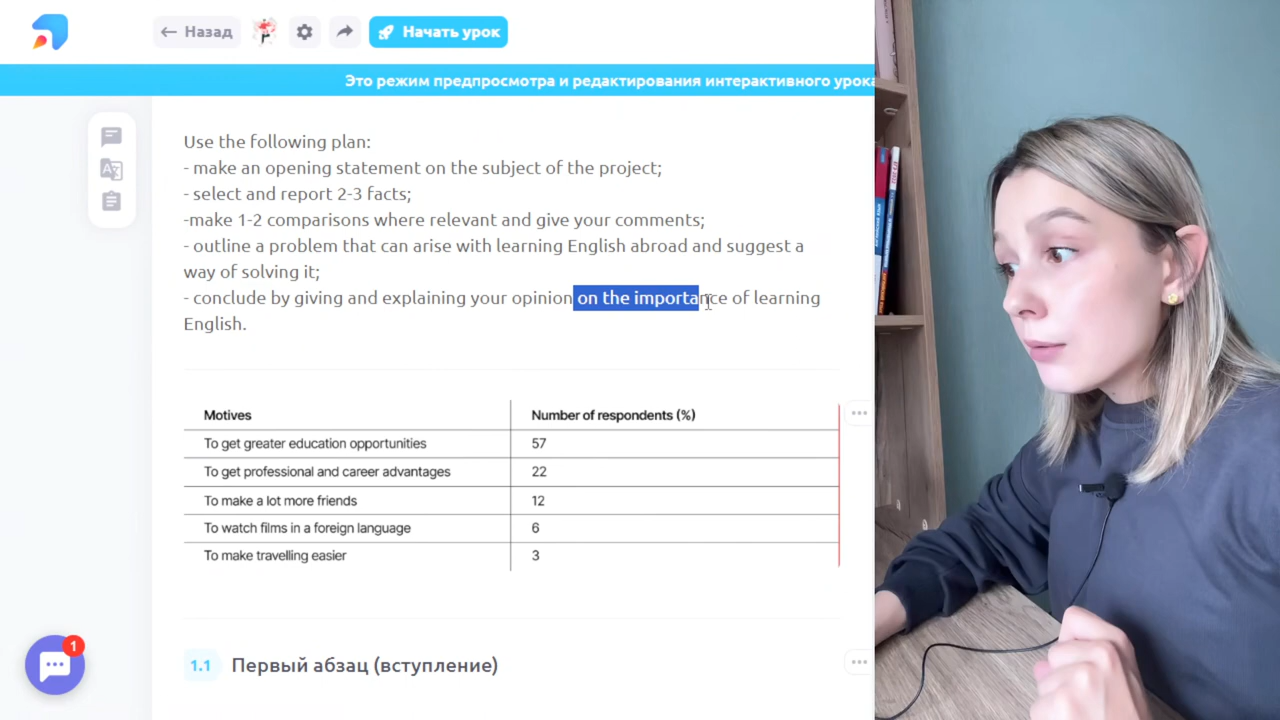 Назад
Начать урок
Это режим предпросмотра и редактирования интерактивного урока
Use the following plan:
- make an opening statement on the subject of the project;
- select and report 2-3 facts;
-make 1-2 comparisons where relevant and give your comments;
- outline a problem that can arise with learning English abroad and suggest a
way of solving it;
- conclude by giving and explaining your opinion on the importance of learning
English.
Motives Number of respondents (%)
To get greater education opportunities 57
To get professional and career advantages 22
To make a lot more friends 12
To watch films in a foreign language 6
To make travelling easier 3
1.1 Первый абзац (вступление)
1